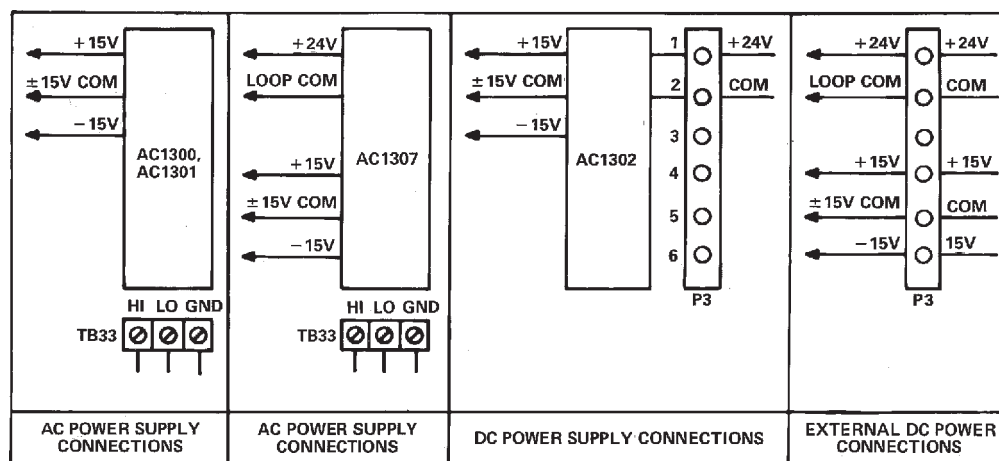 +15V
±15V COM
−15V
AC1300,
AC1301
HI LO GND
TB33
AC POWER SUPPLY
CONNECTIONS
+24V
LOOP COM
+15V
±15V COM
−15V
AC1307
HI LO GND
TB33
AC POWER SUPPLY
CONNECTIONS
+15V
±15V COM
−15V
AC1302
1 +24V
2 COM
3
4
5
6
P3
DC POWER SUPPLY CONNECTIONS
+24V +24V
LOOP COM COM
+15V +15V
±15V COM COM
−15V 15V
P3
EXTERNAL DC POWER
CONNECTIONS